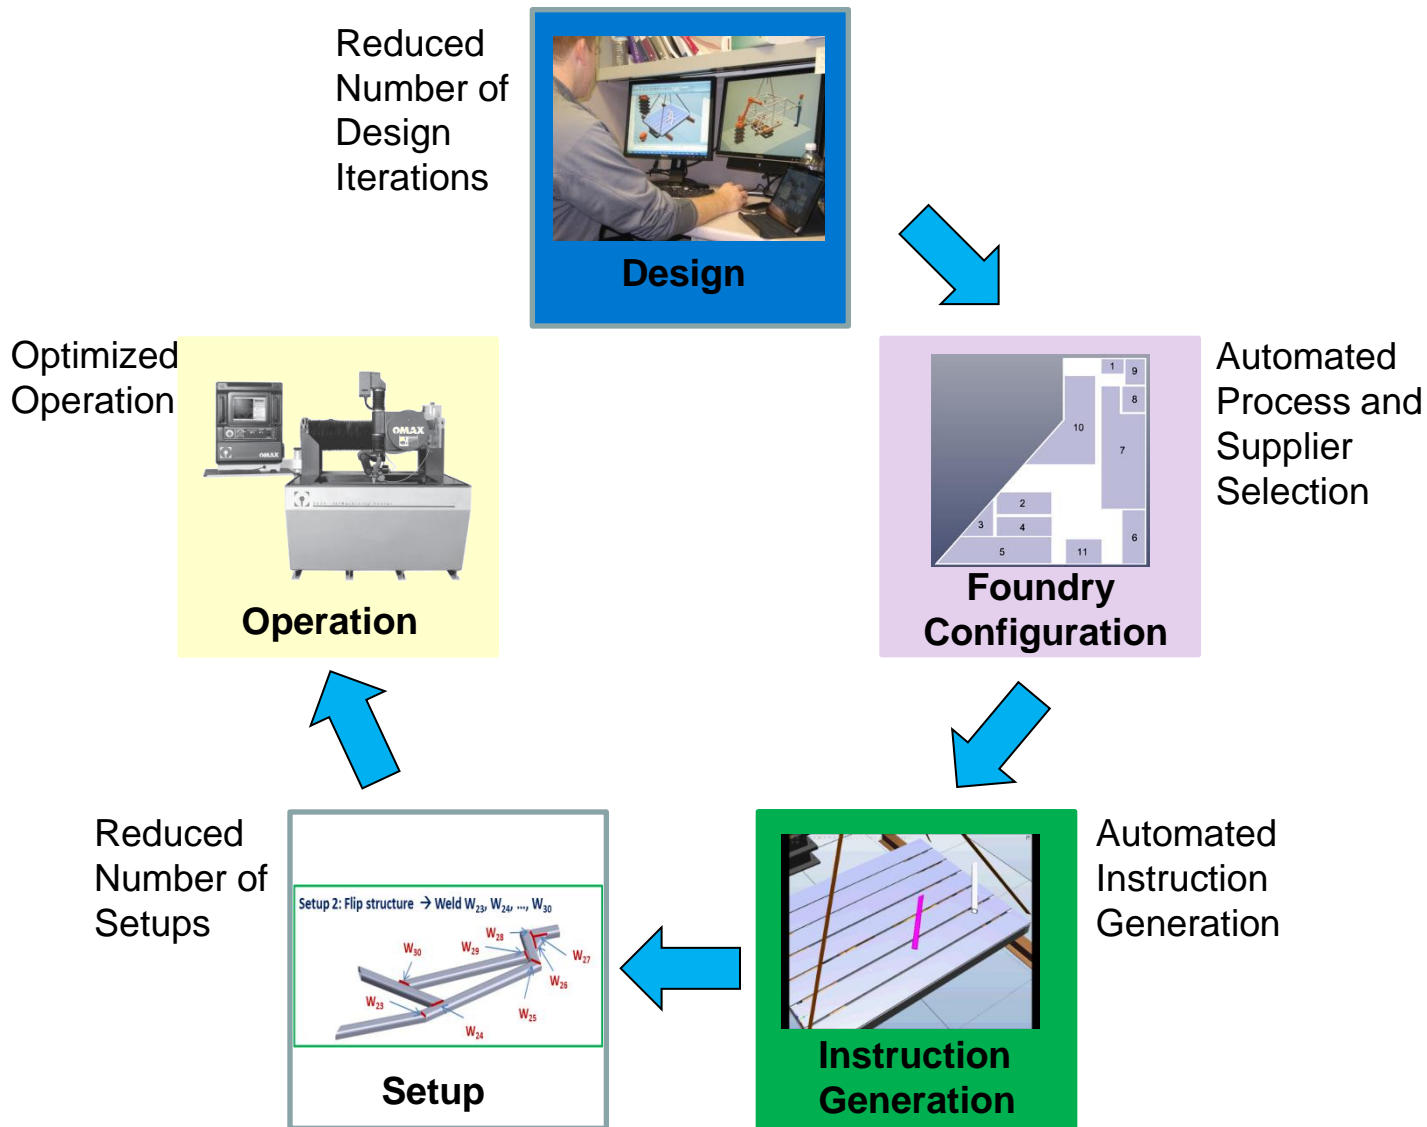 Reduced
Number of
Design
Iterations
Design
Optimized
Operation
OMAX
OMAX
Operation
1
9
8
10
7
2
3
4
5
11
6
Foundry
Configuration
Automated
Process and
Supplier
Selection
Reduced
Number of
Setups
Setup 2: Flip structure → Weld W₂₃, W₂₄, ..., W₃₀
W₂₈
W₃₀
W₂₉
W₂₇
W₂₆
W₂₃
W₂₅
W₂₄
Setup
Instruction
Generation
Automated
Instruction
Generation